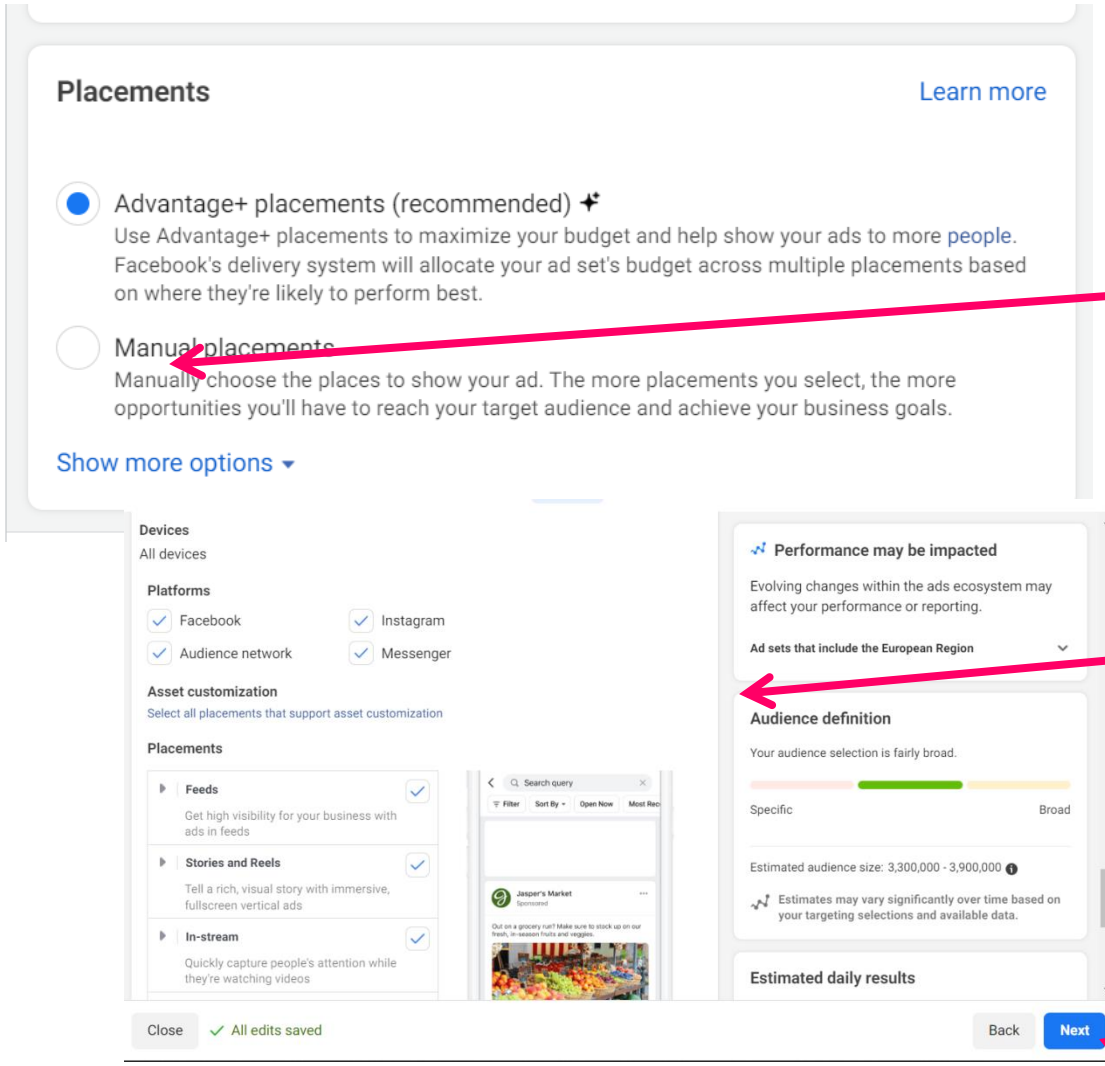 Placements
Learn more
Advantage+ placements (recommended)
Use Advantage+ placements to maximize your budget and help show your ads to more people.
Facebook's delivery system will allocate your ad set's budget across multiple placements based
on where they're likely to perform best.
Manual placements
Manually choose the places to show your ad. The more placements you select, the more
opportunities you'll have to reach your target audience and achieve your business goals.
Show more options
Devices
All devices
Platforms
Facebook
Instagram
Audience network
Messenger
Asset customization
Select all placements that support asset customization
Placements
Feeds
Get high visibility for your business with
ads in feeds
Stories and Reels
Tell a rich, visual story with immersive,
fullscreen vertical ads
In-stream
Quickly capture people's attention while
they're watching videos
Search query
Filter
Sort By
Open Now
Most Rec
Jasper's Market
Sponsored
Out on a grocery run? Make sure to stock up on our
fresh, in-season fruits and veggies.
Performance may be impacted
Evolving changes within the ads ecosystem may
affect your performance or reporting.
Ad sets that include the European Region
Audience definition
Your audience selection is fairly broad.
Specific
Broad
Estimated audience size: 3,300,000 - 3,900,000
Estimates may vary significantly over time based on
your targeting selections and available data.
Estimated daily results
Close
All edits saved
Back
Next